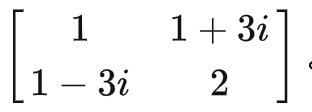 [ 1 1 + 3i
1 − 3i 2 ] .